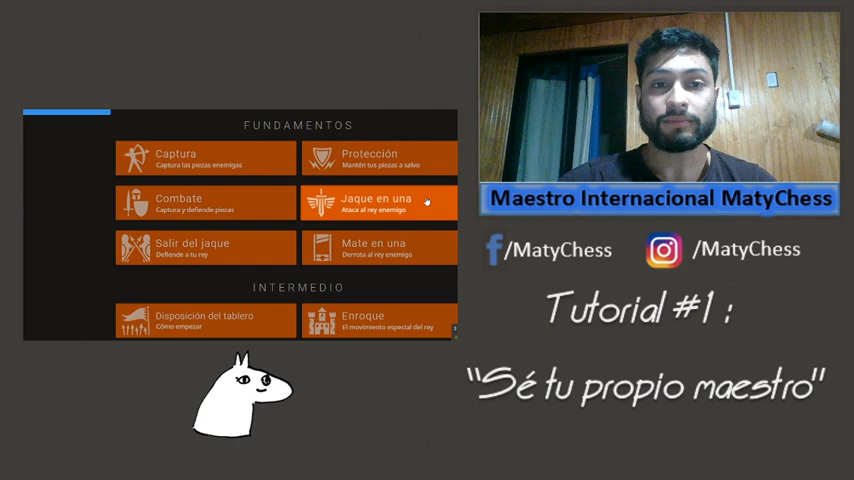 FUNDAMENTOS
Captura
Captura las piezas enemigas
Protección
Mantén tus piezas a salvo
Combate
Captura y defiende piezas
Jaque en una
Ataca al rey enemigo
Salir del jaque
Defiende a tu rey
Mate en una
Derrota al rey enemigo
INTERMEDIO
Disposición del tablero
Cómo empezar
Enroque
El movimiento especial del rey
Maestro Internacional MatyChess
f/MatyChess
/MatyChess
Tutorial #1 :
"Sé tu propio maestro"